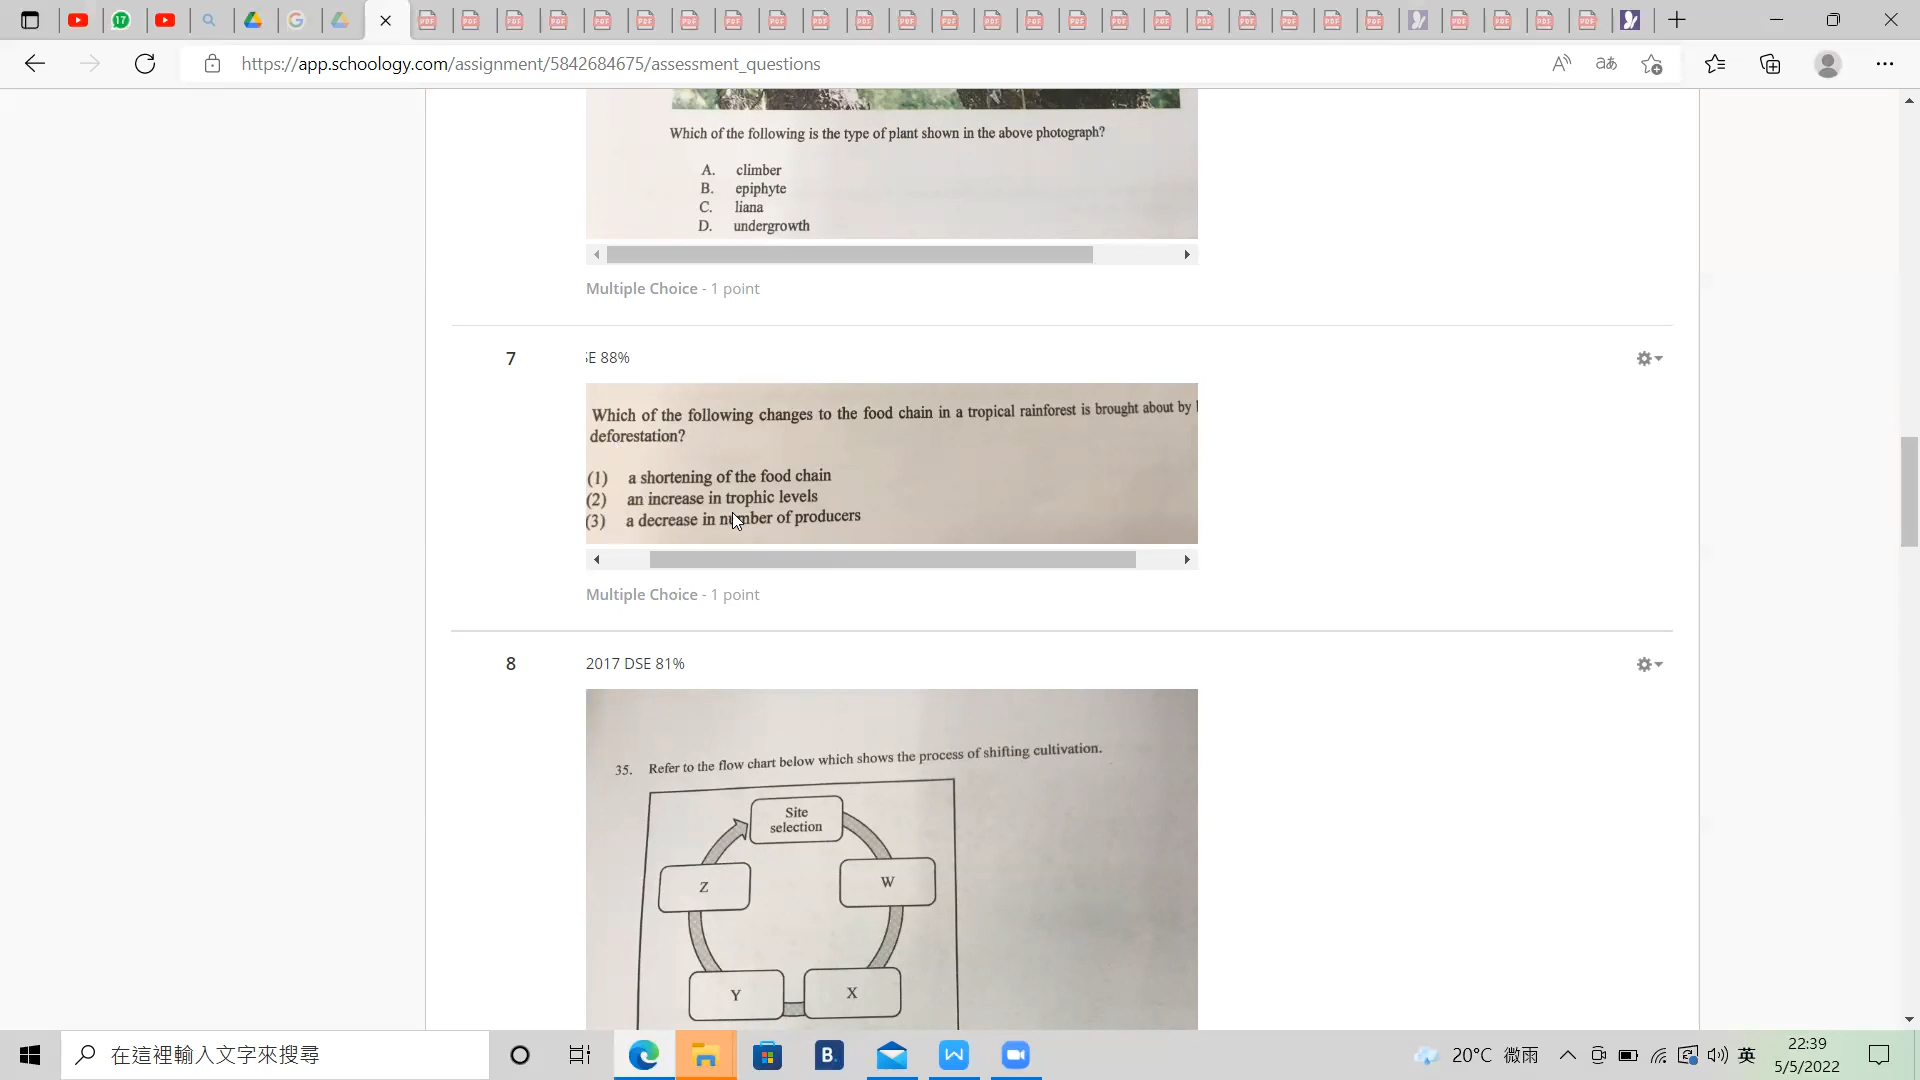 https://app.schoology.com/assignment/5842684675/assessment_questions
Which of the following is the type of plant shown in the above photograph?
A. climber
B. epiphyte
C. liana
D. undergrowth
Multiple Choice - 1 point
7
SE 88%
Which of the following changes to the food chain in a tropical rainforest is brought about by
deforestation?
(1) a shortening of the food chain
(2) an increase in trophic levels
(3) a decrease in number of producers
Multiple Choice - 1 point
8
2017 DSE 81%
35. Refer to the flow chart below which shows the process of shifting cultivation.
Site
selection
Z
W
Y
X
在這裡輸入文字來搜尋
20°C 微雨
英
22:39
5/5/2022